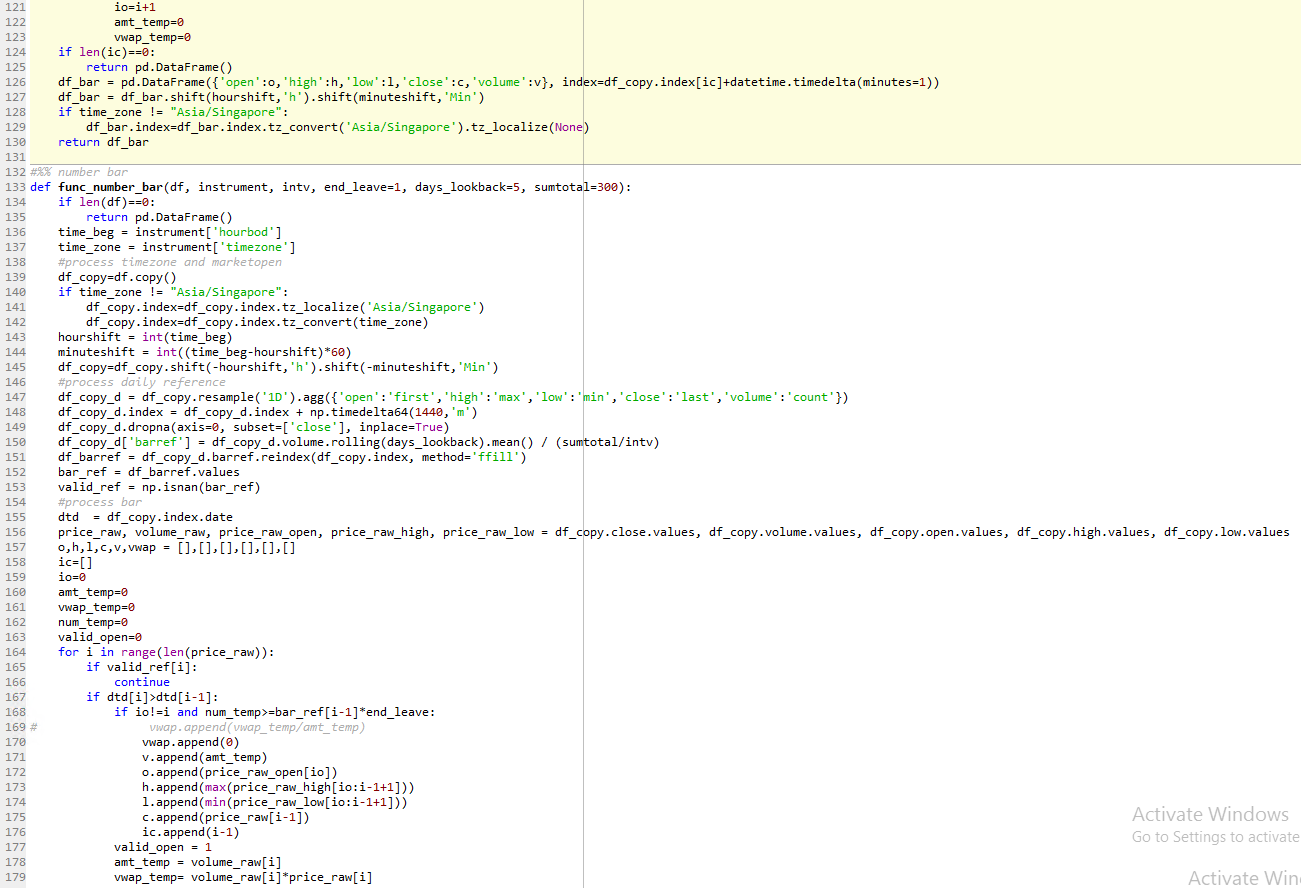 121             io=i+1
122             amt_temp=0
123             vwap_temp=0
124     if len(ic)==0:
125         return pd.DataFrame()
126     df_bar = pd.DataFrame({'open':o,'high':h,'low':l,'close':c,'volume':v}, index=df_copy.index[ic]+datetime.timedelta(minutes=1))
127     df_bar = df_bar.shift(hourshift,'h').shift(minuteshift,'Min')
128     if time_zone != "Asia/Singapore":
129         df_bar.index=df_bar.index.tz_convert('Asia/Singapore').tz_localize(None)
130     return df_bar
131
132 #%% number bar
133 def func_number_bar(df, instrument, intv, end_leave=1, days_lookback=5, sumtotal=300):
134     if len(df)==0:
135         return pd.DataFrame()
136     time_beg = instrument['hourbod']
137     time_zone = instrument['timezone']
138     #process timezone and marketopen
139     df_copy=df.copy()
140     if time_zone != "Asia/Singapore":
141         df_copy.index=df_copy.index.tz_localize('Asia/Singapore')
142         df_copy.index=df_copy.index.tz_convert(time_zone)
143     hourshift = int(time_beg)
144     minuteshift = int((time_beg-hourshift)*60)
145     df_copy=df_copy.shift(-hourshift,'h').shift(-minuteshift,'Min')
146     #process daily reference
147     df_copy_d = df_copy.resample('1D').agg({'open':'first','high':'max','low':'min','close':'last','volume':'count'})
148     df_copy_d.index = df_copy_d.index + np.timedelta64(1440,'m')
149     df_copy_d.dropna(axis=0, subset=['close'], inplace=True)
150     df_copy_d['barref'] = df_copy_d.volume.rolling(days_lookback).mean() / (sumtotal/intv)
151     df_barref = df_copy_d.barref.reindex(df_copy.index, method='ffill')
152     bar_ref = df_barref.values
153     valid_ref = np.isnan(bar_ref)
154     #process bar
155     dtd  = df_copy.index.date
156     price_raw, volume_raw, price_raw_open, price_raw_high, price_raw_low = df_copy.close.values, df_copy.volume.values, df_copy.open.values, df_copy.high.values, df_copy.low.values
157     o,h,l,c,v,vwap = [],[],[],[],[],[]
158     ic=[]
159     io=0
160     amt_temp=0
161     vwap_temp=0
162     num_temp=0
163     valid_open=0
164     for i in range(len(price_raw)):
165         if valid_ref[i]:
166             continue
167         if dtd[i]>dtd[i-1]:
168             if io!=i and num_temp>=bar_ref[i-1]*end_leave:
169 #                vwap.append(vwap_temp/amt_temp)
170                 vwap.append(0)
171                 v.append(amt_temp)
172                 o.append(price_raw_open[io])
173                 h.append(max(price_raw_high[io:i-1+1]))
174                 l.append(min(price_raw_low[io:i-1+1]))
175                 c.append(price_raw[i-1])
176                 ic.append(i-1)
177             valid_open = 1
178             amt_temp = volume_raw[i]
179             vwap_temp= volume_raw[i]*price_raw[i]
Activate Windows
Go to Settings to activate
Activate Win